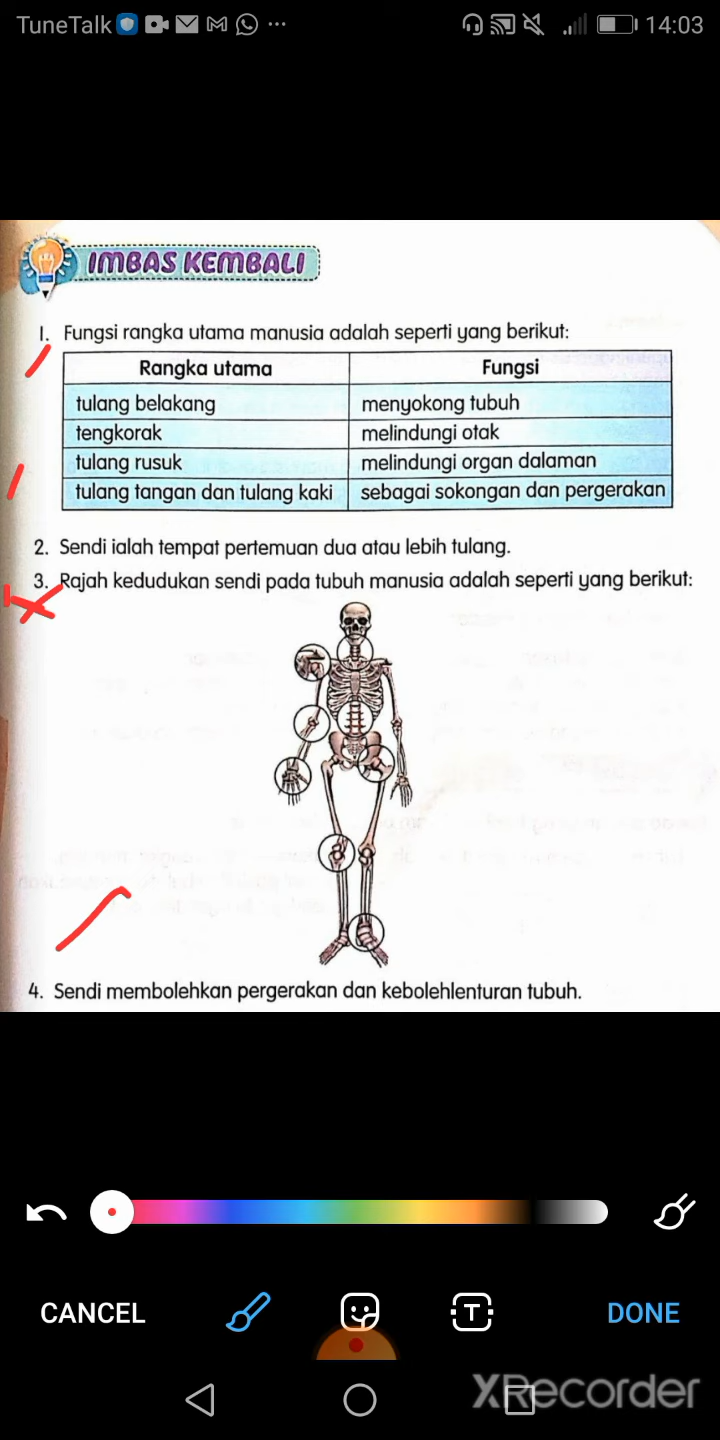 TuneTalk 14:03
IMBAS KEMBALI
1. Fungsi rangka utama manusia adalah seperti yang berikut:
Rangka utama Fungsi
tulang belakang menyokong tubuh
tengkorak melindungi otak
tulang rusuk melindungi organ dalaman
tulang tangan dan tulang kaki sebagai sokongan dan pergerakan
2. Sendi ialah tempat pertemuan dua atau lebih tulang.
3. Rajah kedudukan sendi pada tubuh manusia adalah seperti yang berikut:
4. Sendi membolehkan pergerakan dan kebolehlenturan tubuh.
CANCEL T DONE
XRecorder